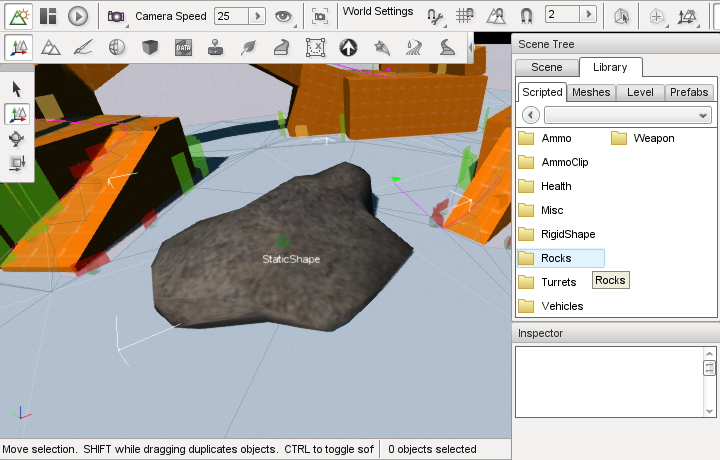 Camera Speed 25 World Settings 2
DATA
Scene Tree
Scene Library
Scripted Meshes Level Prefabs
Ammo Weapon
AmmoClip
Health
Misc
RigidShape
Rocks
Rocks
Turrets
Vehicles
StaticShape
Inspector
Move selection. SHIFT while dragging duplicates objects. CTRL to toggle sof 0 objects selected